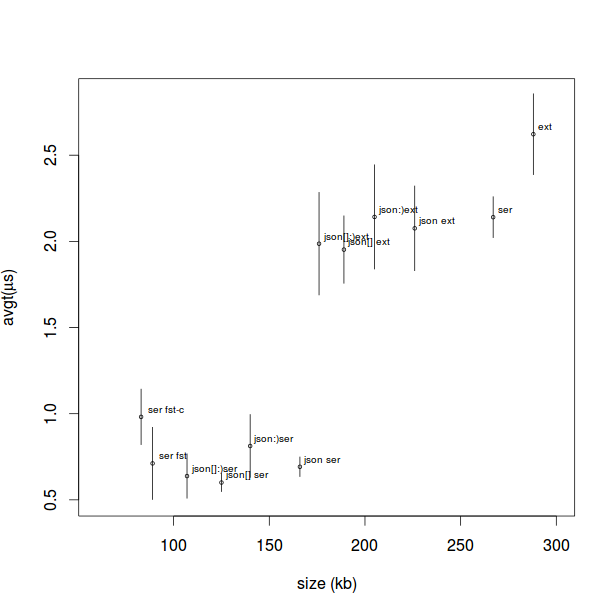 ext
json:)ext
ser
json ext
json[]:)ext
json[] ext
ser fst-c
json:)ser
ser fst
json ser
json[]:)ser
json[] ser
avgt(µs)
2.5
2.0
1.5
1.0
0.5
100 150 200 250 300
size (kb)